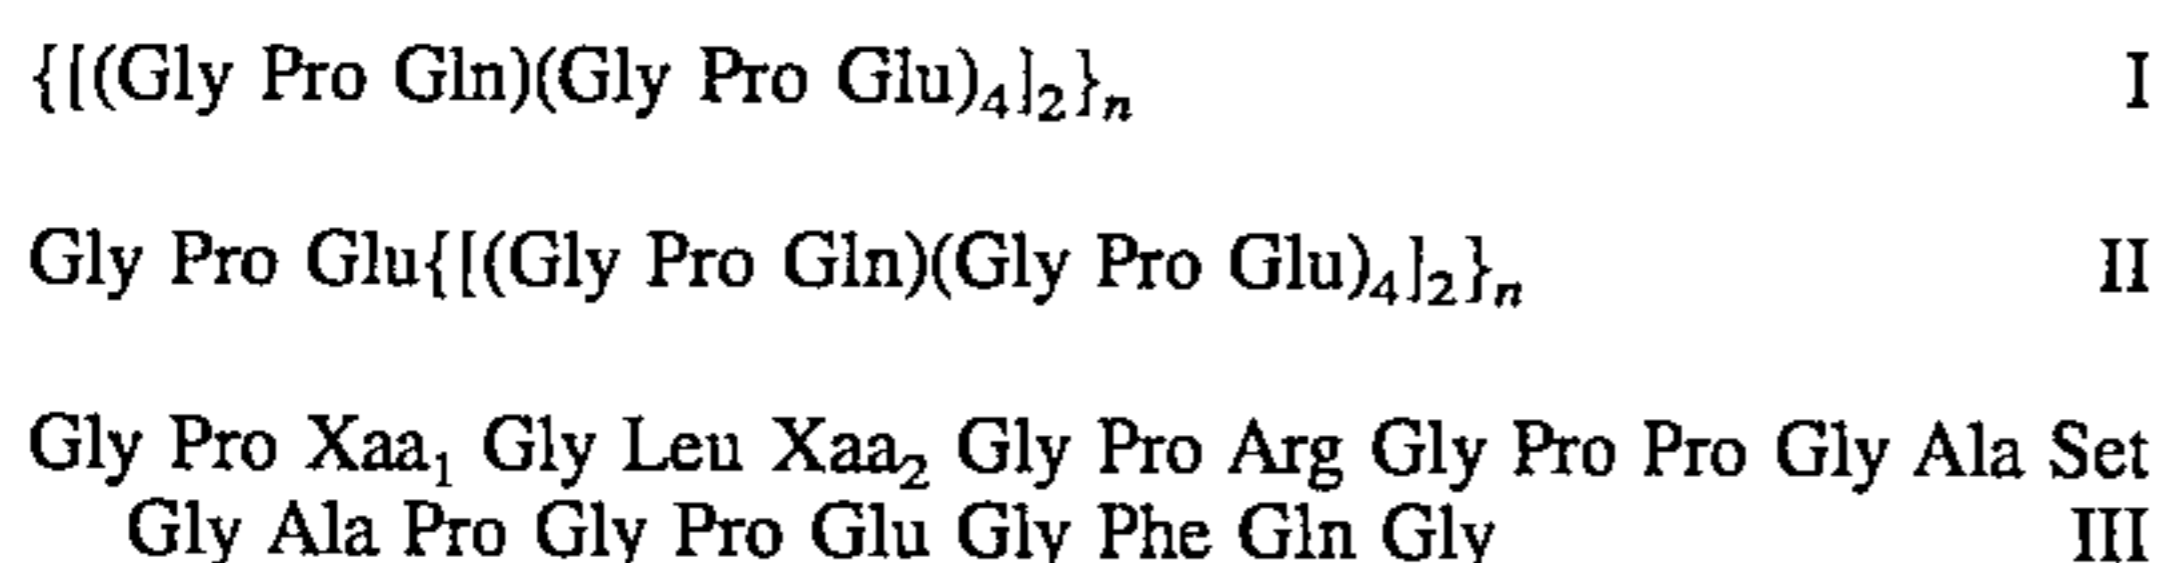 {[(Gly Pro Gln)(Gly Pro Glu)₄]₂}ₙ I
Gly Pro Glu{[(Gly Pro Gln)(Gly Pro Glu)₄]₂}ₙ II
Gly Pro Xaa₁ Gly Leu Xaa₂ Gly Pro Arg Gly Pro Pro Gly Ala Set
Gly Ala Pro Gly Pro Glu Gly Phe Gln Gly III